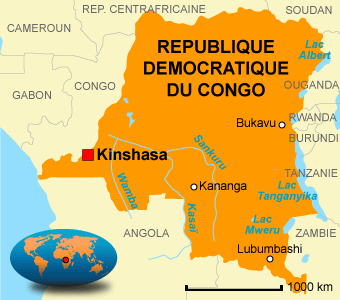 REP. CENTRAFRICAINE
SOUDAN
CAMEROUN
REPUBLIQUE
DEMOCRATIQUE
DU CONGO
Lac
Albert
OUGANDA
CONGO
GABON
RWANDA
Bukavu
BURUNDI
Sankuru
Kinshasa
TANZANIE
Wamba
Kananga
Lac
Tanganyika
Kasaï
Lac
Mweru
ANGOLA
ZAMBIE
Lubumbashi
1000 km